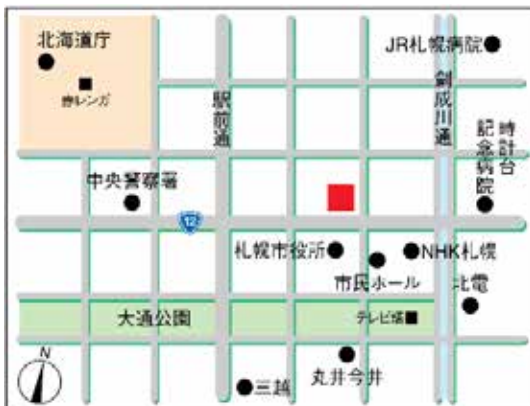 北海道庁
赤レンガ
JR札幌病院
駅前通
創成川通
時計台
記念病院
中央警察署
12
札幌市役所
市民ホール
NHK札幌
北電
大通公園
テレビ塔
丸井今井
三越
N